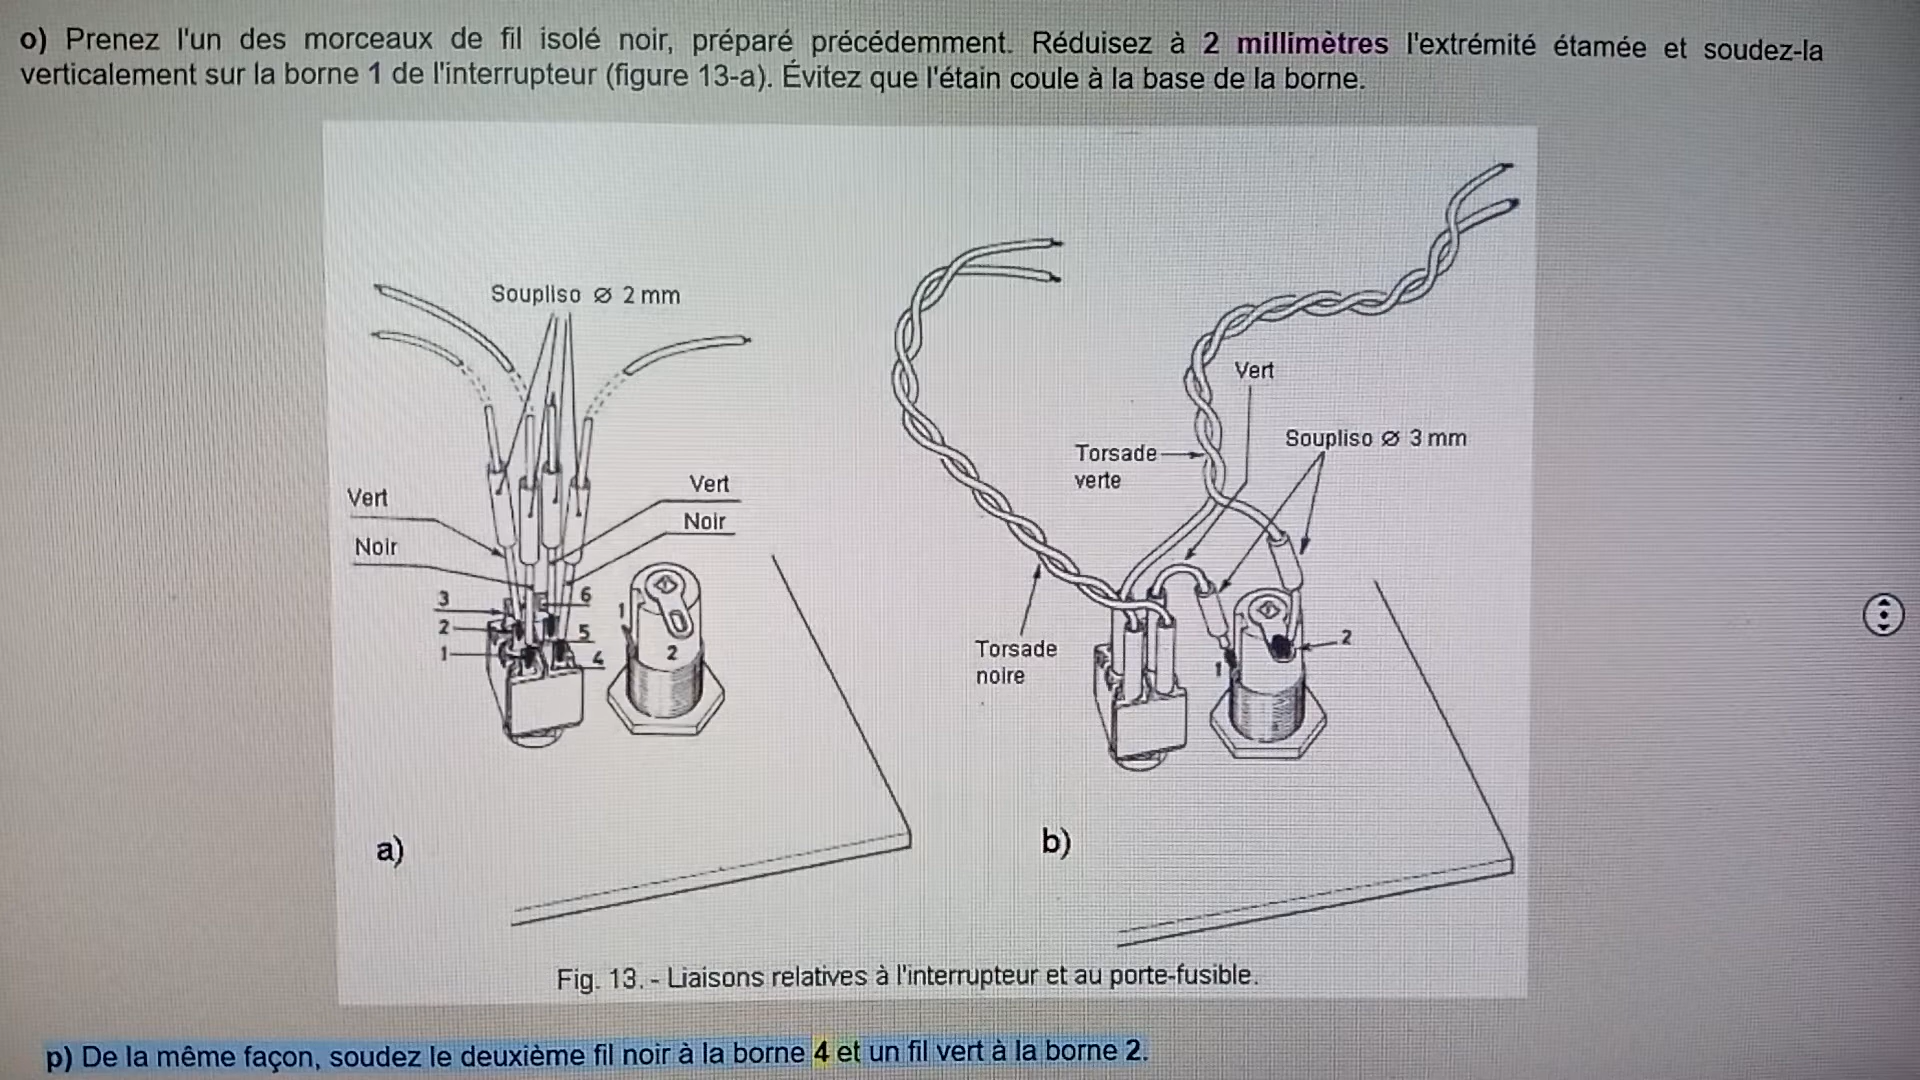 o) Prenez l'un des morceaux de fil isolé noir, préparé précédemment. Réduisez à 2 millimètres l'extrémité étamée et soudez-la
verticalement sur la borne 1 de l'interrupteur (figure 13-a). Évitez que l'étain coule à la base de la borne.
Soupliso ⌀ 2 mm
Vert
Noir
Vert
Noir
3
2
1
6
5
4
1
2
a)
Vert
Soupliso ⌀ 3 mm
Torsade
verte
Torsade
noire
1
2
b)
Fig. 13. - Liaisons relatives à l'interrupteur et au porte-fusible.
p) De la même façon, soudez le deuxième fil noir à la borne 4 et un fil vert à la borne 2.